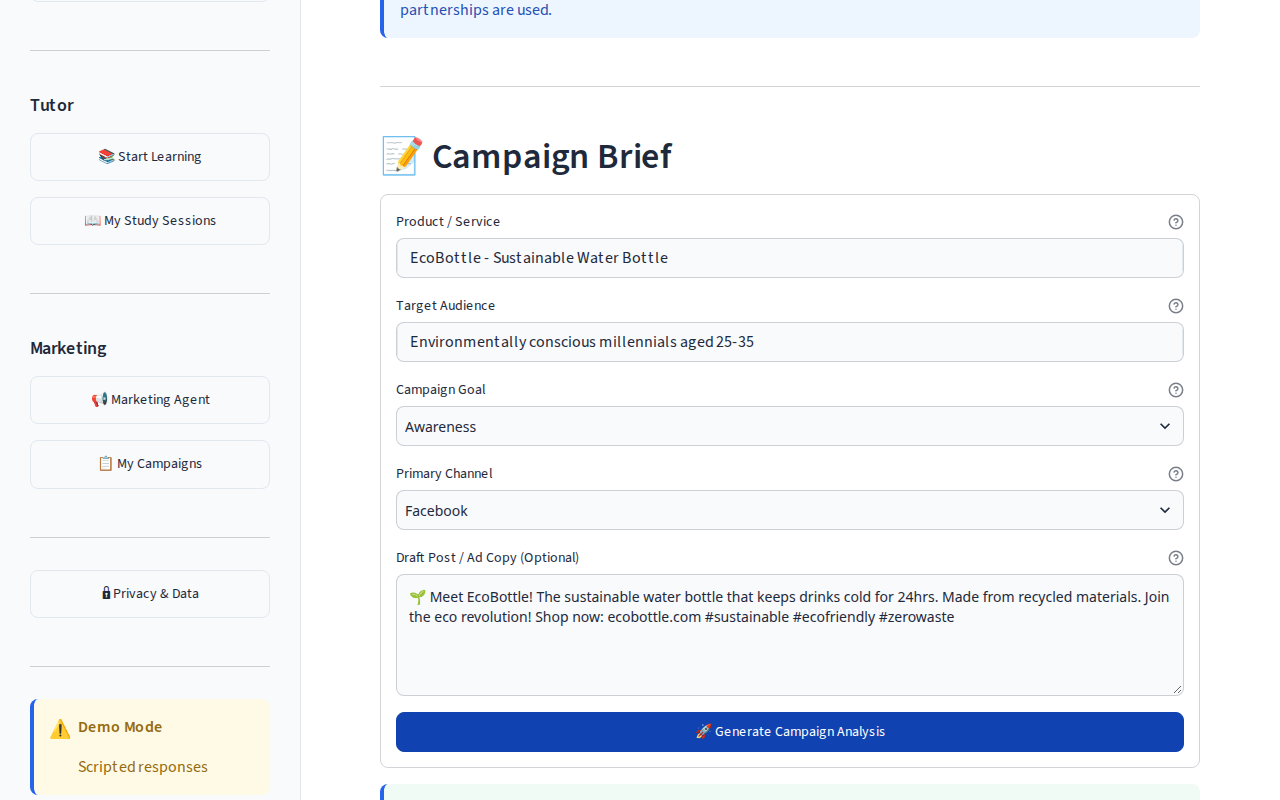 Tutor
📚 Start Learning
📖 My Study Sessions
Marketing
📢 Marketing Agent
📋 My Campaigns
🔒 Privacy & Data
⚠️ Demo Mode
Scripted responses
partnerships are used.
📝 Campaign Brief
Product / Service
EcoBottle - Sustainable Water Bottle
Target Audience
Environmentally conscious millennials aged 25-35
Campaign Goal
Awareness
Primary Channel
Facebook
Draft Post / Ad Copy (Optional)
🌱 Meet EcoBottle! The sustainable water bottle that keeps drinks cold for 24hrs. Made from recycled materials. Join
the eco revolution! Shop now: ecobottle.com #sustainable #ecofriendly #zerowaste
🚀 Generate Campaign Analysis